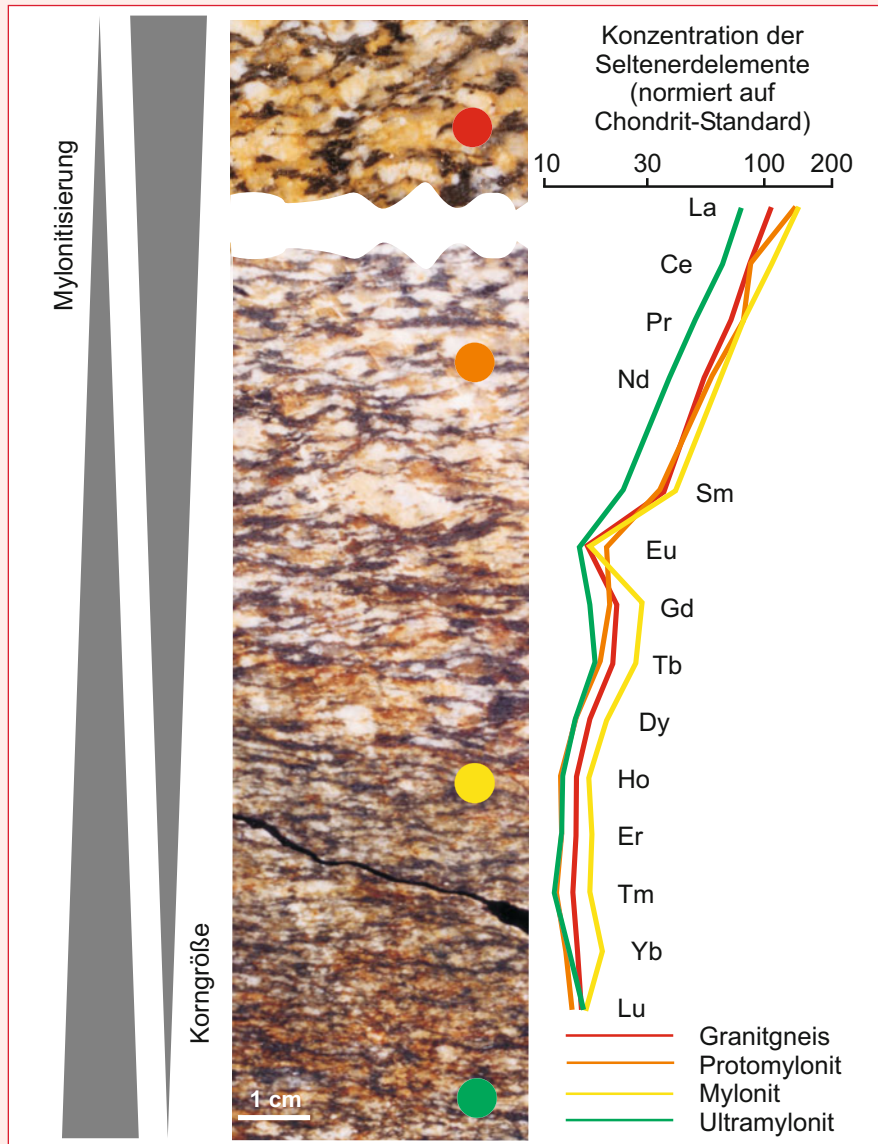 Mylonitisierung
Korngröße
1 cm
Konzentration der
Seltenerdelemente
(normiert auf
Chondrit-Standard)
10 30 100 200
La
Ce
Pr
Nd
Sm
Eu
Gd
Tb
Dy
Ho
Er
Tm
Yb
Lu
Granitgneis
Protomylonit
Mylonit
Ultramylonit